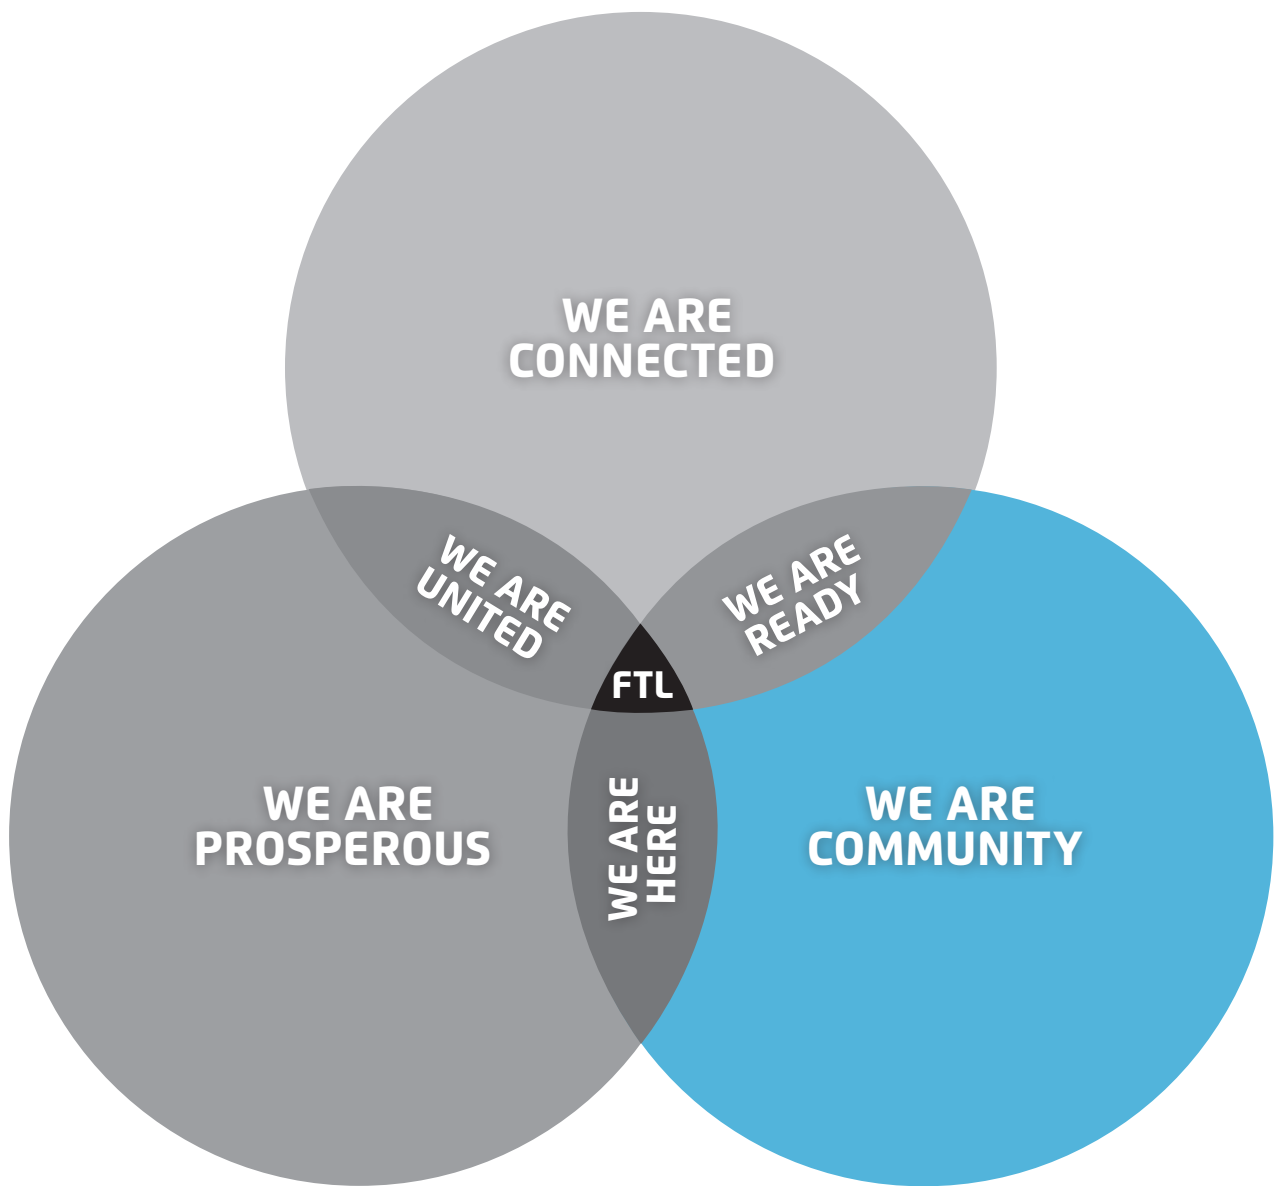 WE ARE
CONNECTED
WE ARE
UNITED
WE ARE
READY
FTL
WE ARE
PROSPEROUS
WE ARE
HERE
WE ARE
COMMUNITY